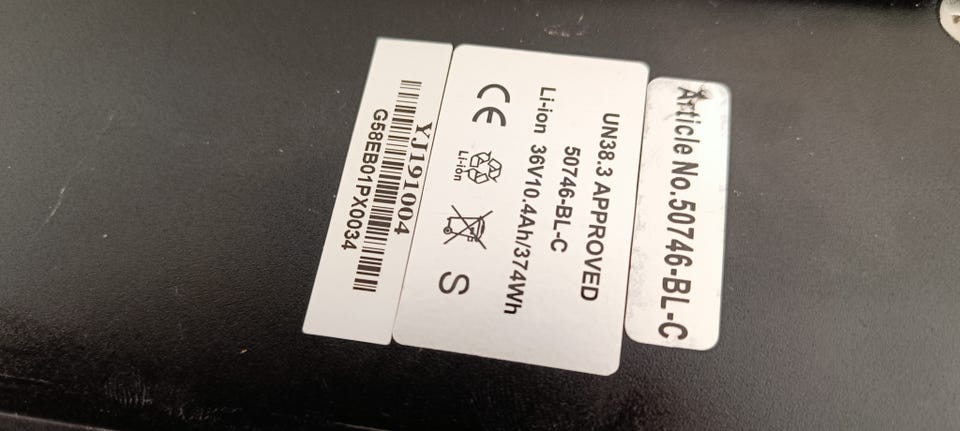 Article No.50746-BL-C
UN38.3 APPROVED
50746-BL-C
Li-ion 36V10.4Ah/374Wh
CE
Li-ion
S
YJ191004
G58EB01PX0034